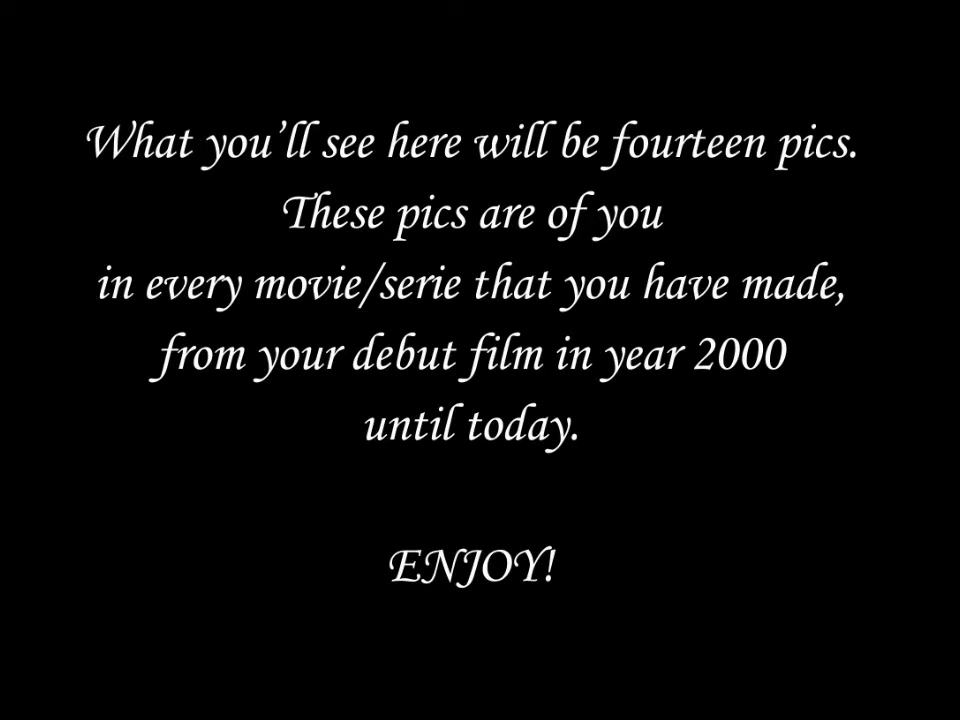 What you’ll see here will be fourteen pics.
These pics are of you
in every movie/serie that you have made,
from your debut film in year 2000
until today.
ENJOY!